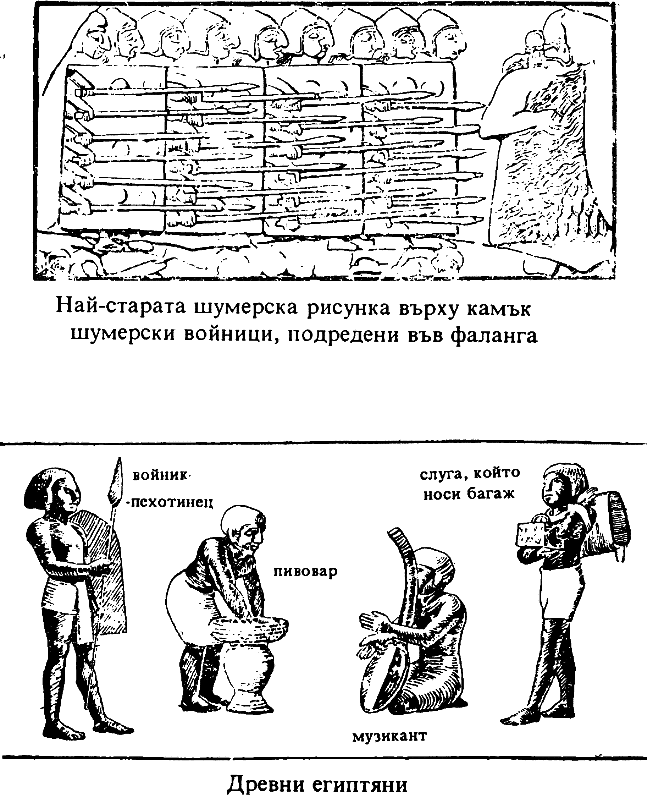 Най-старата шумерска рисунка върху камък
шумерски войници, подредени във фаланга
войник-
-пехотинец
пивовар
музикант
слуга, който
носи багаж
Древни египтяни